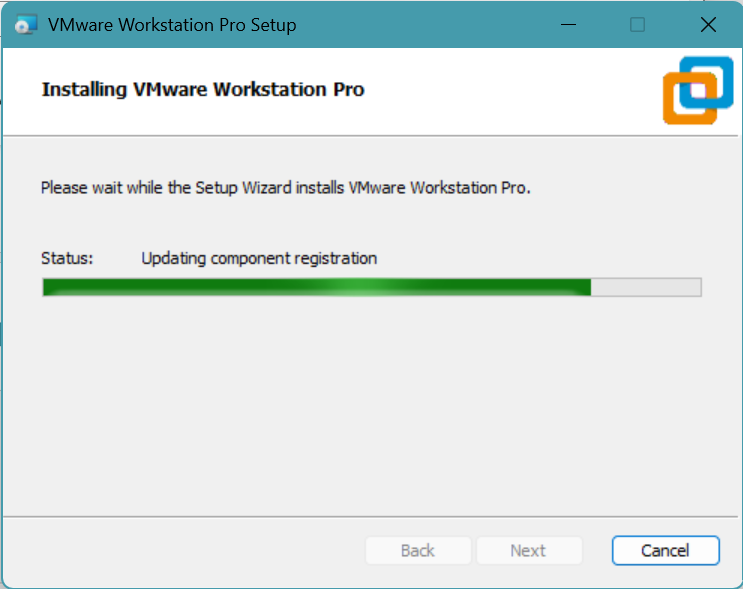 VMware Workstation Pro Setup
Installing VMware Workstation Pro
Please wait while the Setup Wizard installs VMware Workstation Pro.
Status: Updating component registration
Back Next Cancel